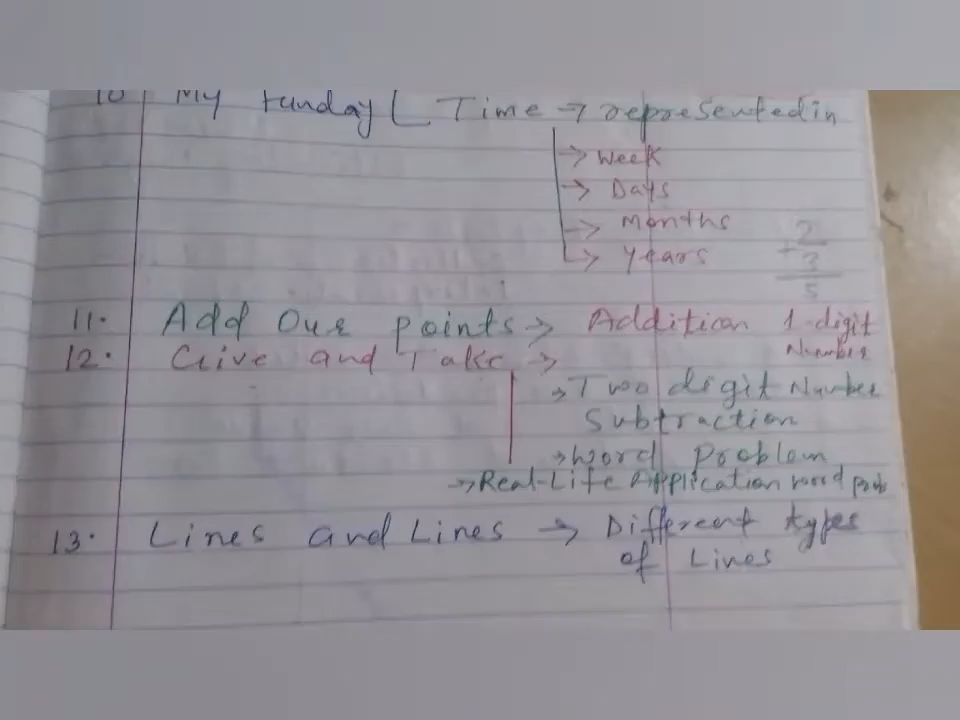 10 My Funday ( Time → represented in
→ Week
→ Days
→ Months
→ Years
2
+ 3
5
11. Add Our Points → Addition 1-digit Number
12. Give and Take →
→ Two digit Number
Subtraction
→ Word Problem
→ Real-Life Application word prob
13. Lines and Lines → Different types
of Lines